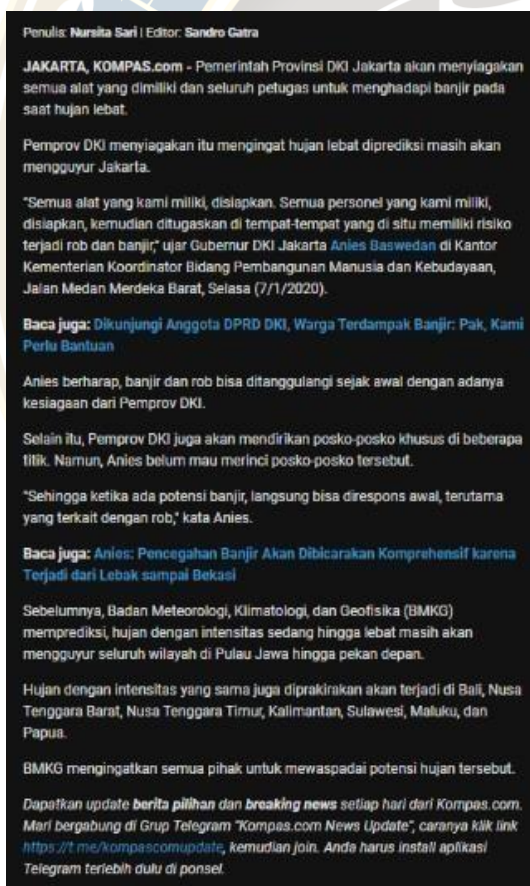 Penulis: Nursita Sari | Editor: Sandro Gatra
JAKARTA, KOMPAS.com - Pemerintah Provinsi DKI Jakarta akan menyiagakan
semua alat yang dimiliki dan seluruh petugas untuk menghadapi banjir pada
saat hujan lebat.
Pemprov DKI menyiagakan itu mengingat hujan lebat diprediksi masih akan
mengguyur Jakarta.
"Semua alat yang kami miliki, disiapkan. Semua personel yang kami miliki,
disiapkan, kemudian ditugaskan di tempat-tempat yang di situ memiliki risiko
terjadi rob dan banjir," ujar Gubernur DKI Jakarta Anies Baswedan di Kantor
Kementerian Koordinator Bidang Pembangunan Manusia dan Kebudayaan,
Jalan Medan Merdeka Barat, Selasa (7/1/2020).
Baca juga: Dikunjungi Anggota DPRD DKI, Warga Terdampak Banjir: Pak, Kami
Perlu Bantuan
Anies berharap, banjir dan rob bisa ditanggulangi sejak awal dengan adanya
kesiagaan dari Pemprov DKI.
Selain itu, Pemprov DKI juga akan mendirikan posko-posko khusus di beberapa
titik. Namun, Anies belum mau merinci posko-posko tersebut.
"Sehingga ketika ada potensi banjir, langsung bisa direspons awal, terutama
yang terkait dengan rob," kata Anies.
Baca juga: Anies: Pencegahan Banjir Akan Dibicarakan Komprehensif karena
Terjadi dari Lebak sampai Bekasi
Sebelumnya, Badan Meteorologi, Klimatologi, dan Geofisika (BMKG)
memprediksi, hujan dengan intensitas sedang hingga lebat masih akan
mengguyur seluruh wilayah di Pulau Jawa hingga pekan depan.
Hujan dengan intensitas yang sama juga diprakirakan akan terjadi di Bali, Nusa
Tenggara Barat, Nusa Tenggara Timur, Kalimantan, Sulawesi, Maluku, dan
Papua.
BMKG mengingatkan semua pihak untuk mewaspadai potensi hujan tersebut.
Dapatkan update berita pilihan dan breaking news setiap hari dari Kompas.com.
Mari bergabung di Grup Telegram "Kompas.com News Update", caranya klik link
https://t.me/kompascomupdate, kemudian join. Anda harus install aplikasi
Telegram terlebih dulu di ponsel.